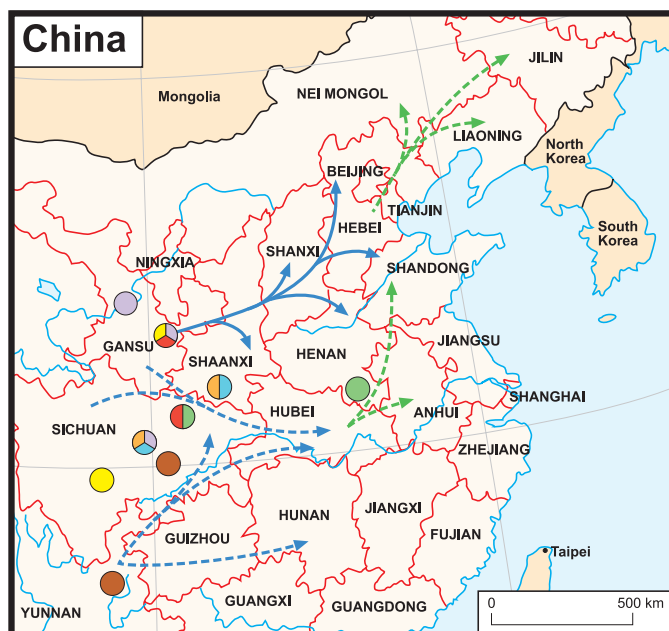 China
Mongolia
JILIN
NEI MONGOL
LIAONING
North
Korea
BEIJING
TIANJIN
HEBEI
South
Korea
SHANXI
NINGXIA
SHANDONG
GANSU
SHAANXI
HENAN
JIANGSU
SHANGHAI
HUBEI
ANHUI
SICHUAN
ZHEJIANG
HUNAN
JIANGXI
GUIZHOU
FUJIAN
Taipei
YUNNAN
GUANGXI
GUANGDONG
0 500 km